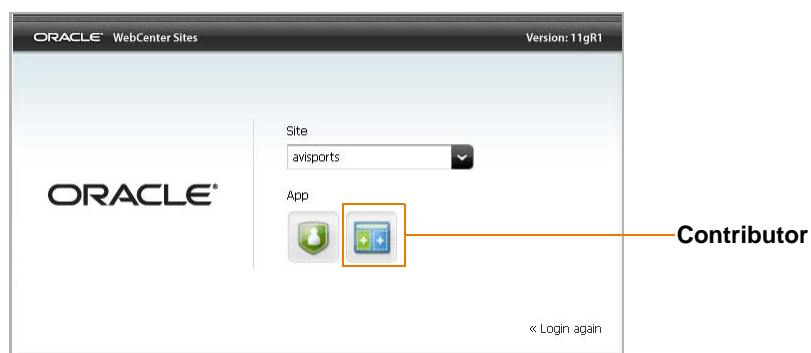 ORACLE® WebCenter Sites
Version: 11gR1
Site
avisports
App
ORACLE®
Contributor
« Login again